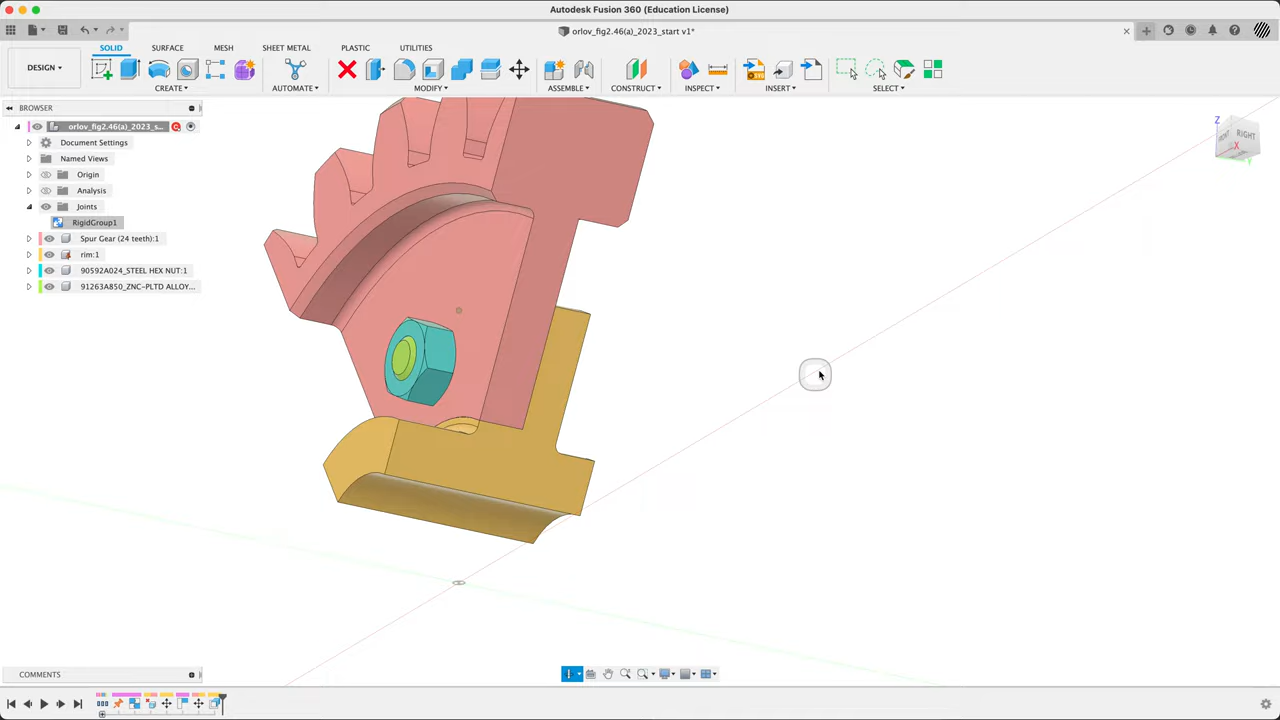 Autodesk Fusion 360 (Education License)
orlov_fig2.46(a)_2023_start v1*
SOLID SURFACE MESH SHEET METAL PLASTIC UTILITIES
DESIGN
CREATE AUTOMATE MODIFY ASSEMBLE CONSTRUCT INSPECT INSERT SELECT
BROWSER
orlov_fig2.46(a)_2023_s...
Document Settings
Named Views
Origin
Analysis
Joints
RigidGroup1
Spur Gear (24 teeth):1
rim:1
90592A024_STEEL HEX NUT:1
91263A850_ZNC-PLTD ALLOY...
Z
FRONT RIGHT
X
Y
SVG
COMMENTS